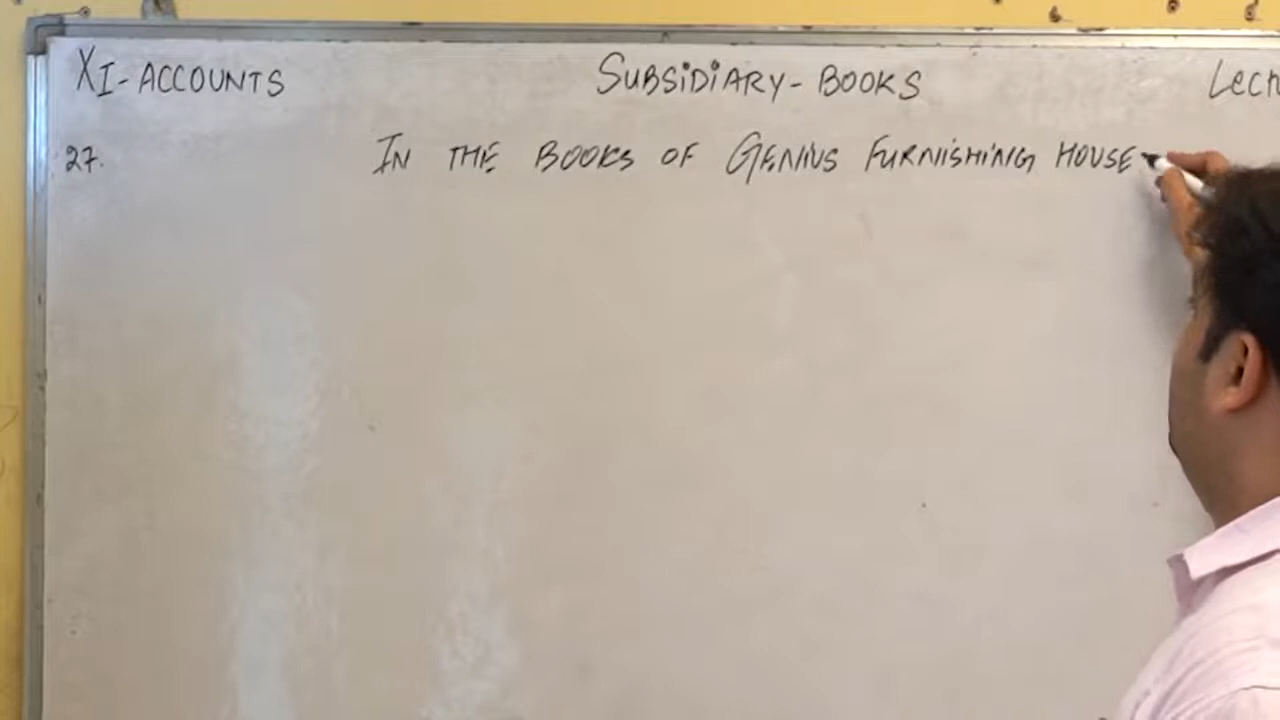 XI-ACCOUNTS SUBSIDIARY-BOOKS
27. IN THE BOOKS OF GENIUS FURNISHING HOUSE